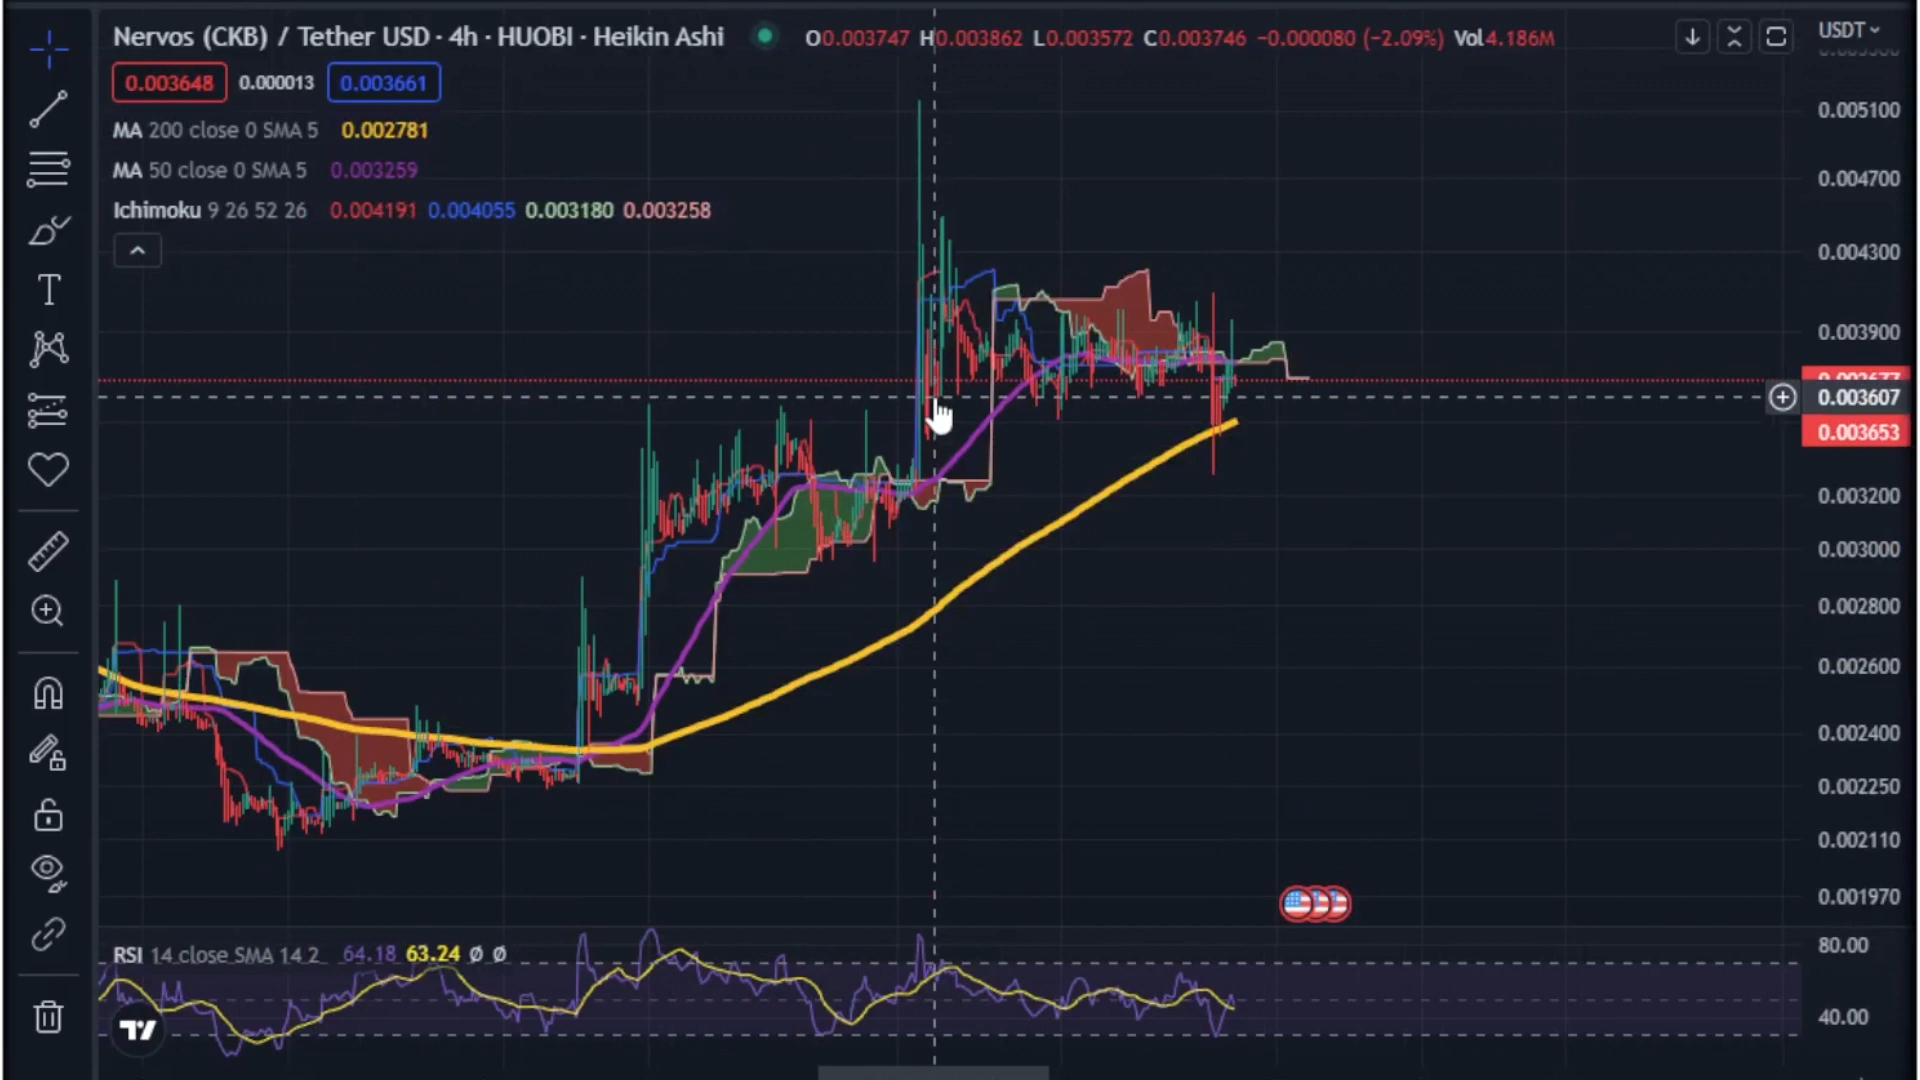 Nervos (CKB) / Tether USD · 4h · HUOBI · Heikin Ashi O0.003747 H0.003862 L0.003572 C0.003746 −0.000080 (−2.09%) Vol4.186M
USDT
0.003648 0.000013 0.003661
MA 200 close 0 SMA 5 0.002781
MA 50 close 0 SMA 5 0.003259
Ichimoku 9 26 52 26 0.004191 0.004055 0.003180 0.003258
0.005100
0.004700
0.004300
0.003900
0.003607
0.003653
0.003200
0.003000
0.002800
0.002600
0.002400
0.002250
0.002110
0.001970
RSI 14 close SMA 14 2 64.18 63.24 Ø Ø
80.00
40.00